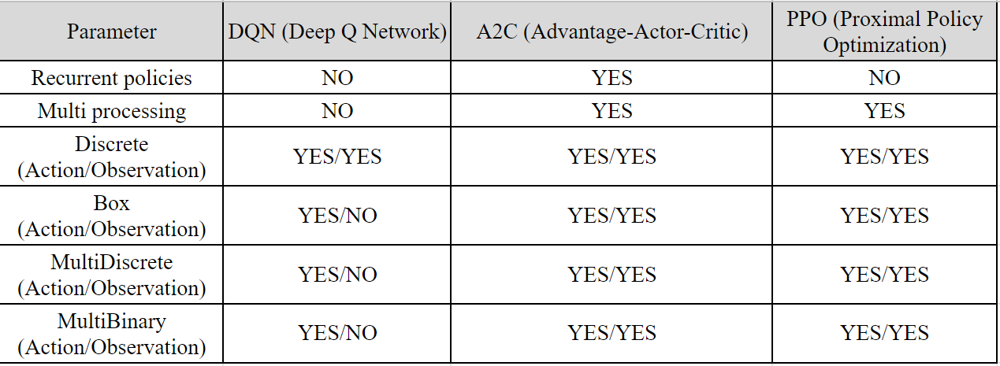 Parameter DQN (Deep Q Network) A2C (Advantage-Actor-Critic) PPO (Proximal Policy
Optimization)
Recurrent policies NO YES NO
Multi processing NO YES YES
Discrete
(Action/Observation) YES/YES YES/YES YES/YES
Box
(Action/Observation) YES/NO YES/YES YES/YES
MultiDiscrete
(Action/Observation) YES/NO YES/YES YES/YES
MultiBinary
(Action/Observation) YES/NO YES/YES YES/YES